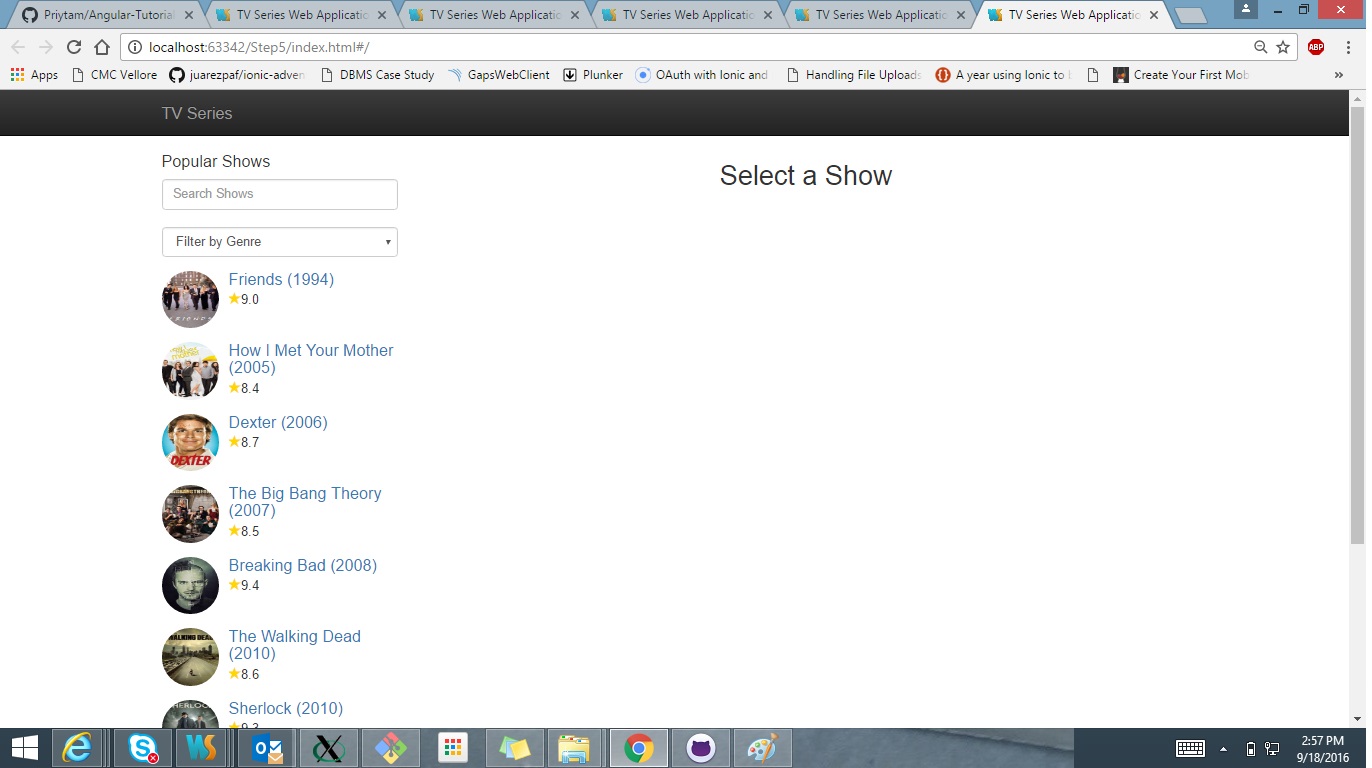 Priytam/Angular-Tutorial
TV Series Web Applicatio
TV Series Web Applicatio
TV Series Web Applicatio
TV Series Web Applicatio
TV Series Web Applicatio
localhost:63342/Step5/index.html#/
ABP
Apps
CMC Vellore
juarezpaf/ionic-adven
DBMS Case Study
GapsWebClient
Plunker
OAuth with Ionic and
Handling File Uploads
A year using Ionic to b
Create Your First Mob
»
TV Series
Popular Shows
Search Shows
Filter by Genre
Select a Show
Friends (1994)
9.0
How I Met Your Mother
(2005)
8.4
Dexter (2006)
DEXTER
8.7
The Big Bang Theory
(2007)
8.5
Breaking Bad (2008)
9.4
The Walking Dead
(2010)
8.6
Sherlock (2010)
9.3
2:57 PM
9/18/2016